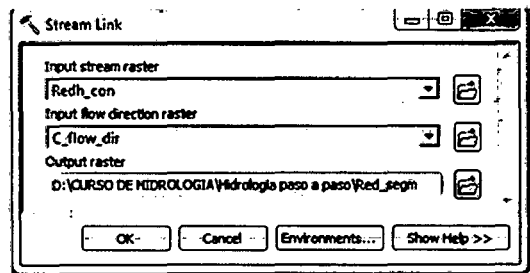 Stream Link
Input stream raster
Redh_con
Input flow direction raster
C_flow_dir
Output raster
D:\CURSO DE HIDROLOGIA\Hidrologia paso a paso\Red_segm
OK
Cancel
Environments...
Show Help >>